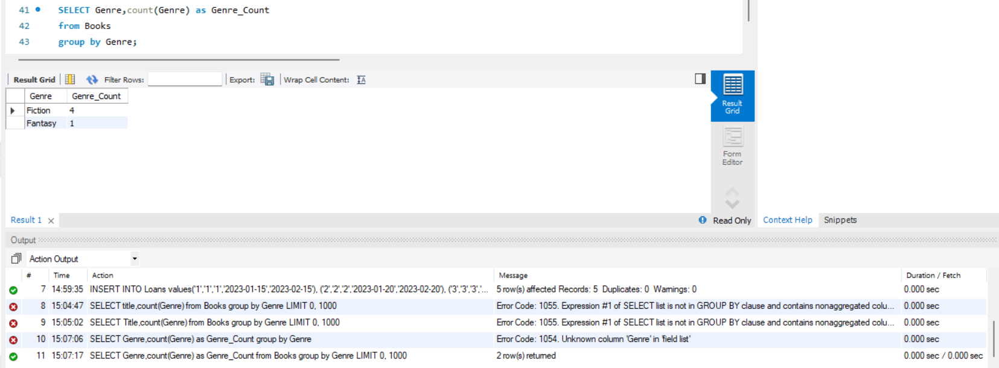 41 SELECT Genre,count(Genre) as Genre_Count
42 from Books
43 group by Genre;
Result Grid Filter Rows: Export: Wrap Cell Content:
Genre Genre_Count
Fiction 4
Fantasy 1
Result Grid
Form Editor
Result 1 Read Only Context Help Snippets
Output
Action Output
# Time Action Message Duration / Fetch
7 14:59:35 INSERT INTO Loans values('1','1','1','2023-01-15','2023-02-15'), ('2','2','2','2023-01-20','2023-02-20'), ('3','3','3','... 5 row(s) affected Records: 5 Duplicates: 0 Warnings: 0 0.000 sec
8 15:04:47 SELECT title,count(Genre) from Books group by Genre LIMIT 0, 1000 Error Code: 1055. Expression #1 of SELECT list is not in GROUP BY clause and contains nonaggregated colu... 0.000 sec
9 15:05:02 SELECT Title,count(Genre) from Books group by Genre LIMIT 0, 1000 Error Code: 1055. Expression #1 of SELECT list is not in GROUP BY clause and contains nonaggregated colu... 0.000 sec
10 15:07:06 SELECT Genre,count(Genre) as Genre_Count group by Genre Error Code: 1054. Unknown column 'Genre' in 'field list' 0.000 sec
11 15:07:17 SELECT Genre,count(Genre) as Genre_Count from Books group by Genre LIMIT 0, 1000 2 row(s) returned 0.000 sec / 0.000 sec